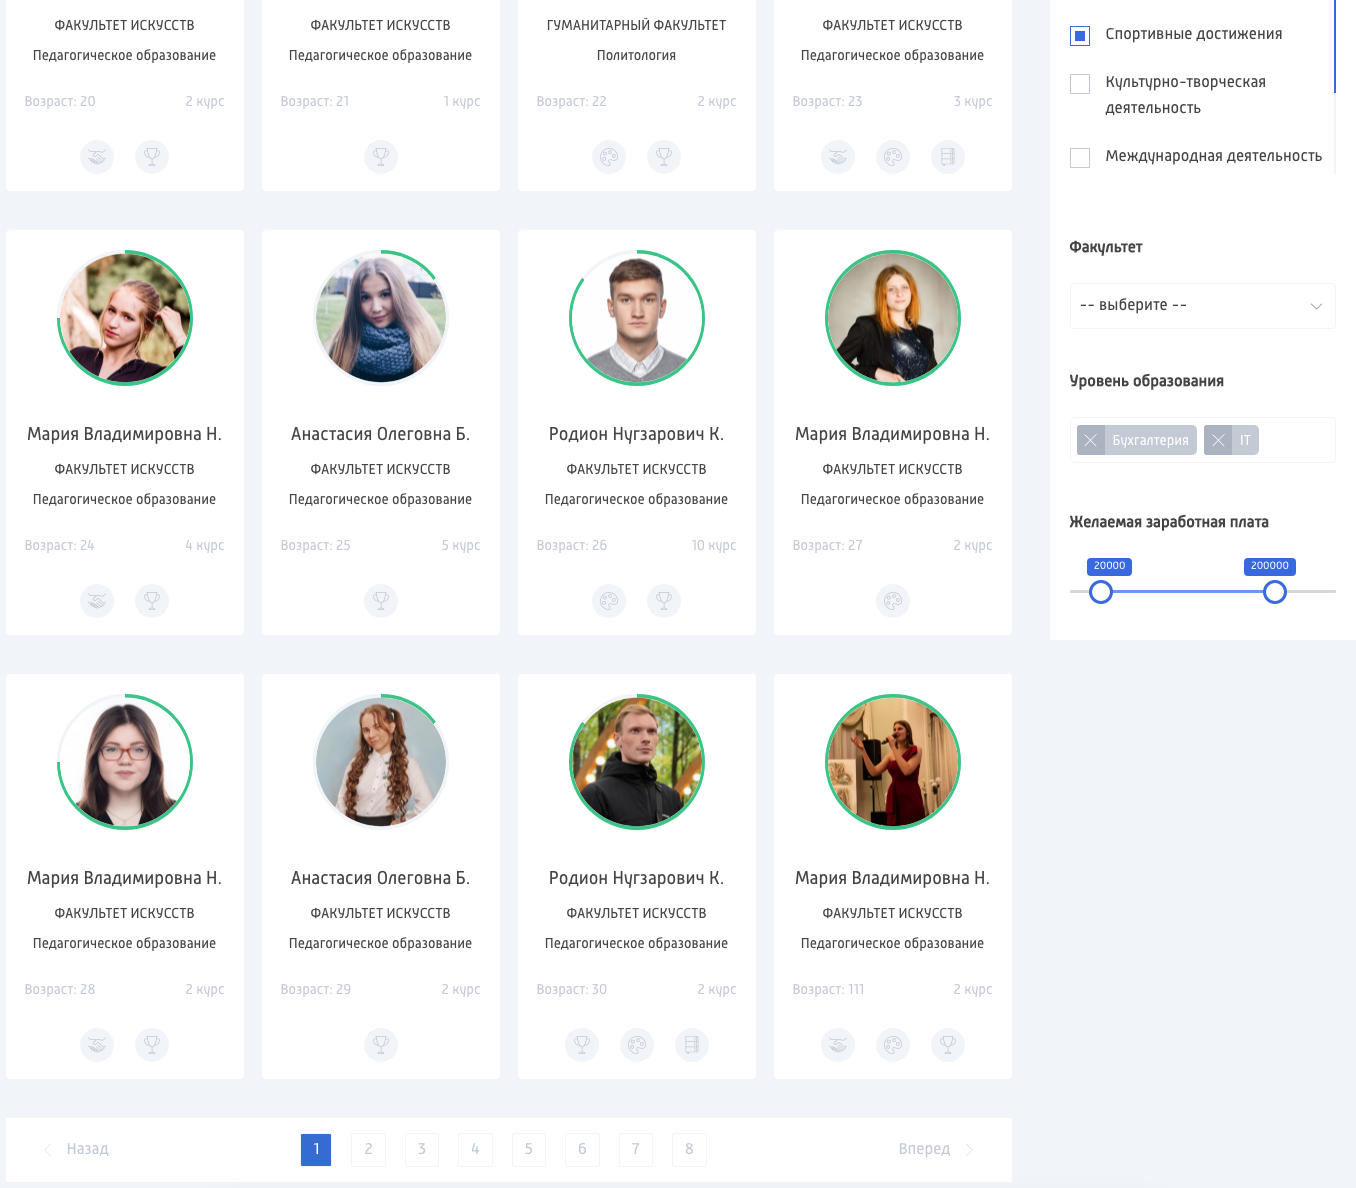 ФАКУЛЬТЕТ ИСКУССТВ
Педагогическое образование
Возраст: 20 2 курс
ФАКУЛЬТЕТ ИСКУССТВ
Педагогическое образование
Возраст: 21 1 курс
ГУМАНИТАРНЫЙ ФАКУЛЬТЕТ
Политология
Возраст: 22 2 курс
ФАКУЛЬТЕТ ИСКУССТВ
Педагогическое образование
Возраст: 23 3 курс
Мария Владимировна Н.
ФАКУЛЬТЕТ ИСКУССТВ
Педагогическое образование
Возраст: 24 4 курс
Анастасия Олеговна Б.
ФАКУЛЬТЕТ ИСКУССТВ
Педагогическое образование
Возраст: 25 5 курс
Родион Нугзарович К.
ФАКУЛЬТЕТ ИСКУССТВ
Педагогическое образование
Возраст: 26 10 курс
Мария Владимировна Н.
ФАКУЛЬТЕТ ИСКУССТВ
Педагогическое образование
Возраст: 27 2 курс
Мария Владимировна Н.
ФАКУЛЬТЕТ ИСКУССТВ
Педагогическое образование
Возраст: 28 2 курс
Анастасия Олеговна Б.
ФАКУЛЬТЕТ ИСКУССТВ
Педагогическое образование
Возраст: 29 2 курс
Родион Нугзарович К.
ФАКУЛЬТЕТ ИСКУССТВ
Педагогическое образование
Возраст: 30 2 курс
Мария Владимировна Н.
ФАКУЛЬТЕТ ИСКУССТВ
Педагогическое образование
Возраст: 111 2 курс
Назад 1 2 3 4 5 6 7 8 Вперед
Спортивные достижения
Культурно-творческая
деятельность
Международная деятельность
Факультет
-- выберите --
Уровень образования
Бухгалтерия IT
Желаемая заработная плата
20000 200000